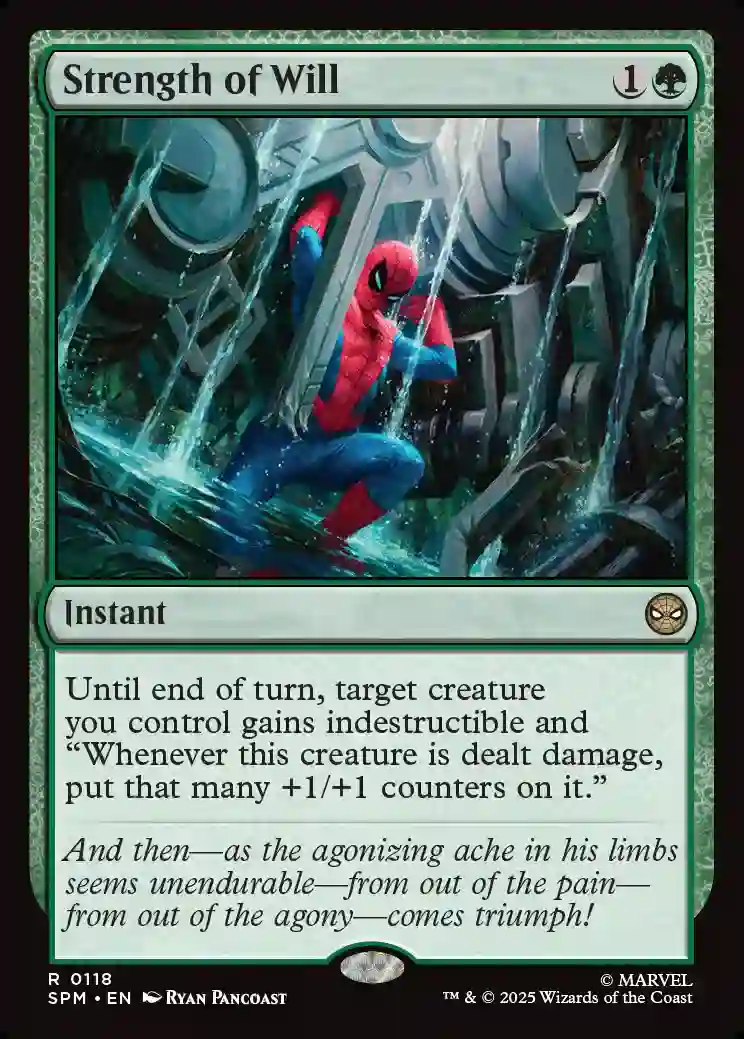 Strength of Will 1
Instant
Until end of turn, target creature
you control gains indestructible and
“Whenever this creature is dealt damage,
put that many +1/+1 counters on it.”
And then—as the agonizing ache in his limbs
seems unendurable—from out of the pain—
from out of the agony—comes triumph!
R 0118
SPM • EN RYAN PANCOAST
© MARVEL
™ & © 2025 Wizards of the Coast